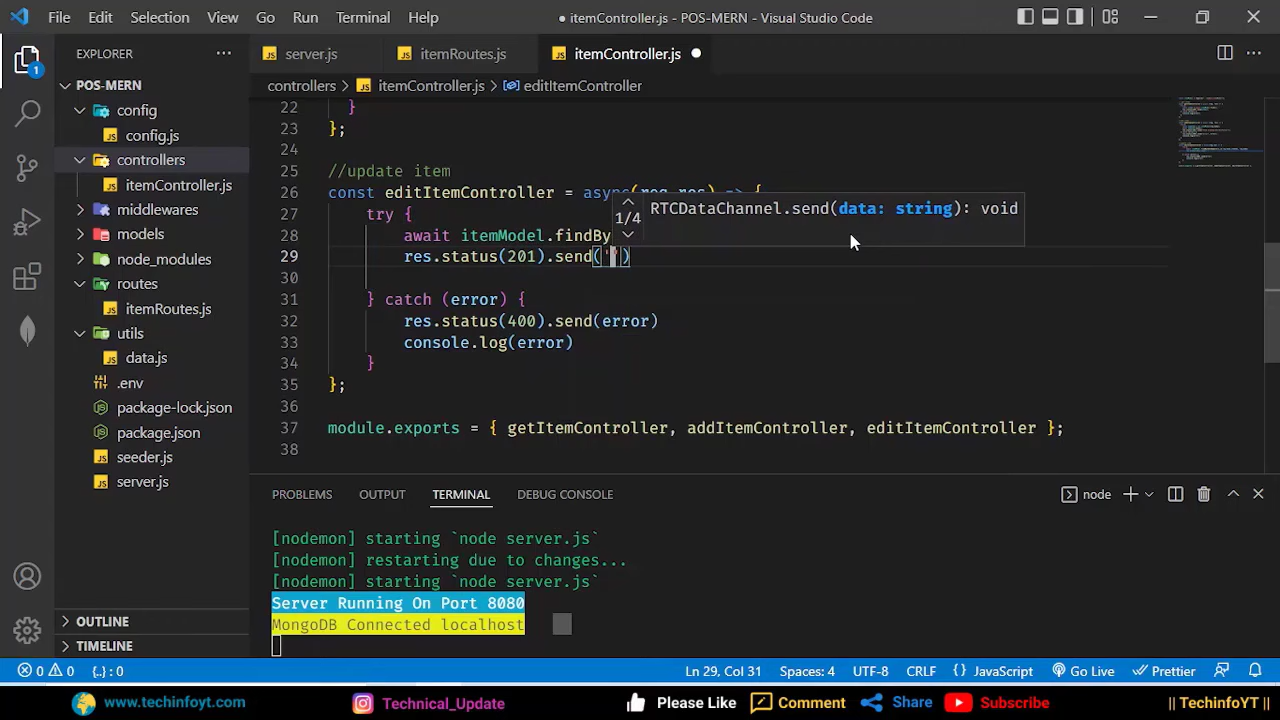 File Edit Selection View Go Run Terminal Help
● itemController.js - POS-MERN - Visual Studio Code
EXPLORER
1
POS-MERN
config
config.js
controllers
itemController.js
middlewares
models
node_modules
routes
itemRoutes.js
utils
data.js
.env
package-lock.json
package.json
seeder.js
server.js
OUTLINE
TIMELINE
server.js itemRoutes.js itemController.js ●
controllers > itemController.js > editItemController
22 }
23 };
24
25 //update item
26 const editItemController = async(req,res) => {
27 try {
28 await itemModel.findBy
29 res.status(201).send('')
30
31 } catch (error) {
32 res.status(400).send(error)
33 console.log(error)
34 }
35 };
36
37 module.exports = { getItemController, addItemController, editItemController };
38
1/4 RTCDataChannel.send(data: string): void
PROBLEMS OUTPUT TERMINAL DEBUG CONSOLE
node
[nodemon] starting `node server.js`
[nodemon] restarting due to changes...
[nodemon] starting `node server.js`
Server Running On Port 8080
MongoDB Connected localhost
0 0 {..} : 0
Ln 29, Col 31 Spaces: 4 UTF-8 CRLF {} JavaScript Go Live Prettier
www.techinfoyt.com Technical_Update Please Like Comment Share Subscribe || TechinfoYT ||